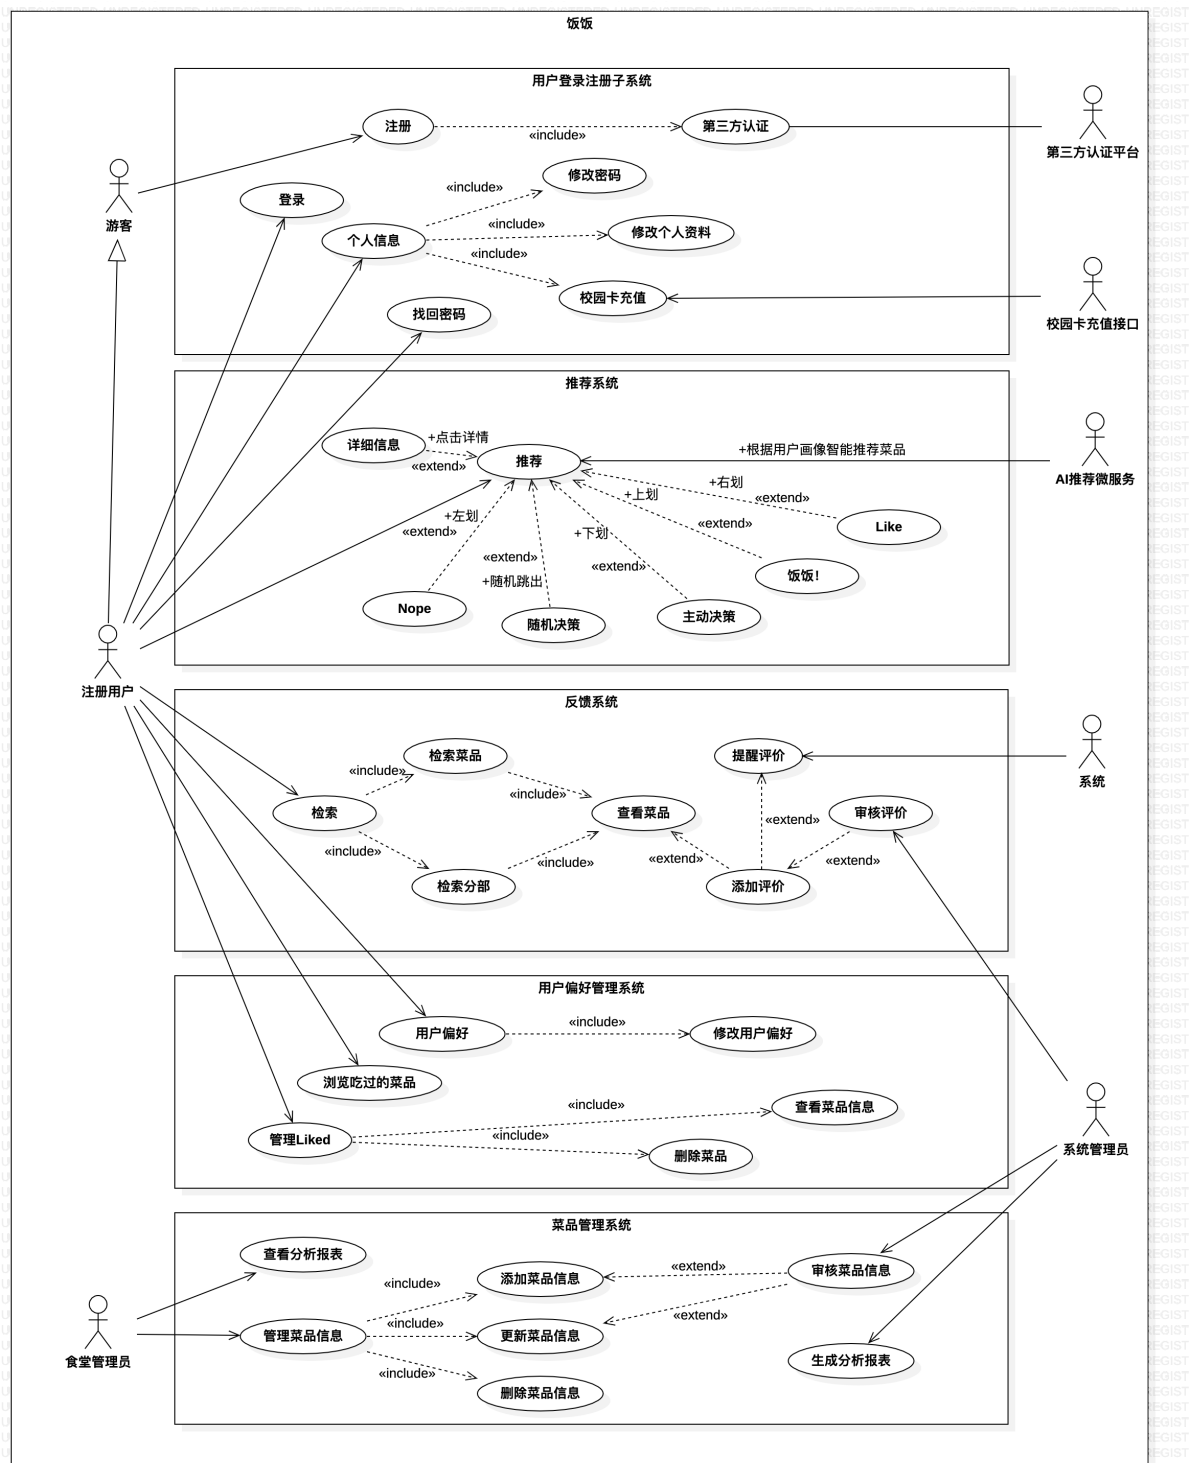 饭饭
用户登录注册子系统
注册
«include»
第三方认证
第三方认证平台
游客
登录
«include»
修改密码
个人信息
«include»
修改个人资料
«include»
校园卡充值
校园卡充值接口
找回密码
推荐系统
详细信息
+点击详情
«extend»
推荐
+根据用户画像智能推荐菜品
AI推荐微服务
+右划
«extend»
Like
+上划
«extend»
饭饭！
+左划
«extend»
Nope
«extend»
+随机跳出
随机决策
+下划
«extend»
主动决策
注册用户
反馈系统
检索菜品
提醒评价
系统
«include»
«include»
检索
查看菜品
«extend»
审核评价
«include»
«include»
«extend»
«extend»
检索分部
添加评价
用户偏好管理系统
用户偏好
«include»
修改用户偏好
浏览吃过的菜品
«include»
查看菜品信息
管理Liked
«include»
删除菜品
系统管理员
菜品管理系统
查看分析报表
«include»
添加菜品信息
«extend»
审核菜品信息
管理菜品信息
«include»
更新菜品信息
«extend»
食堂管理员
«include»
删除菜品信息
生成分析报表